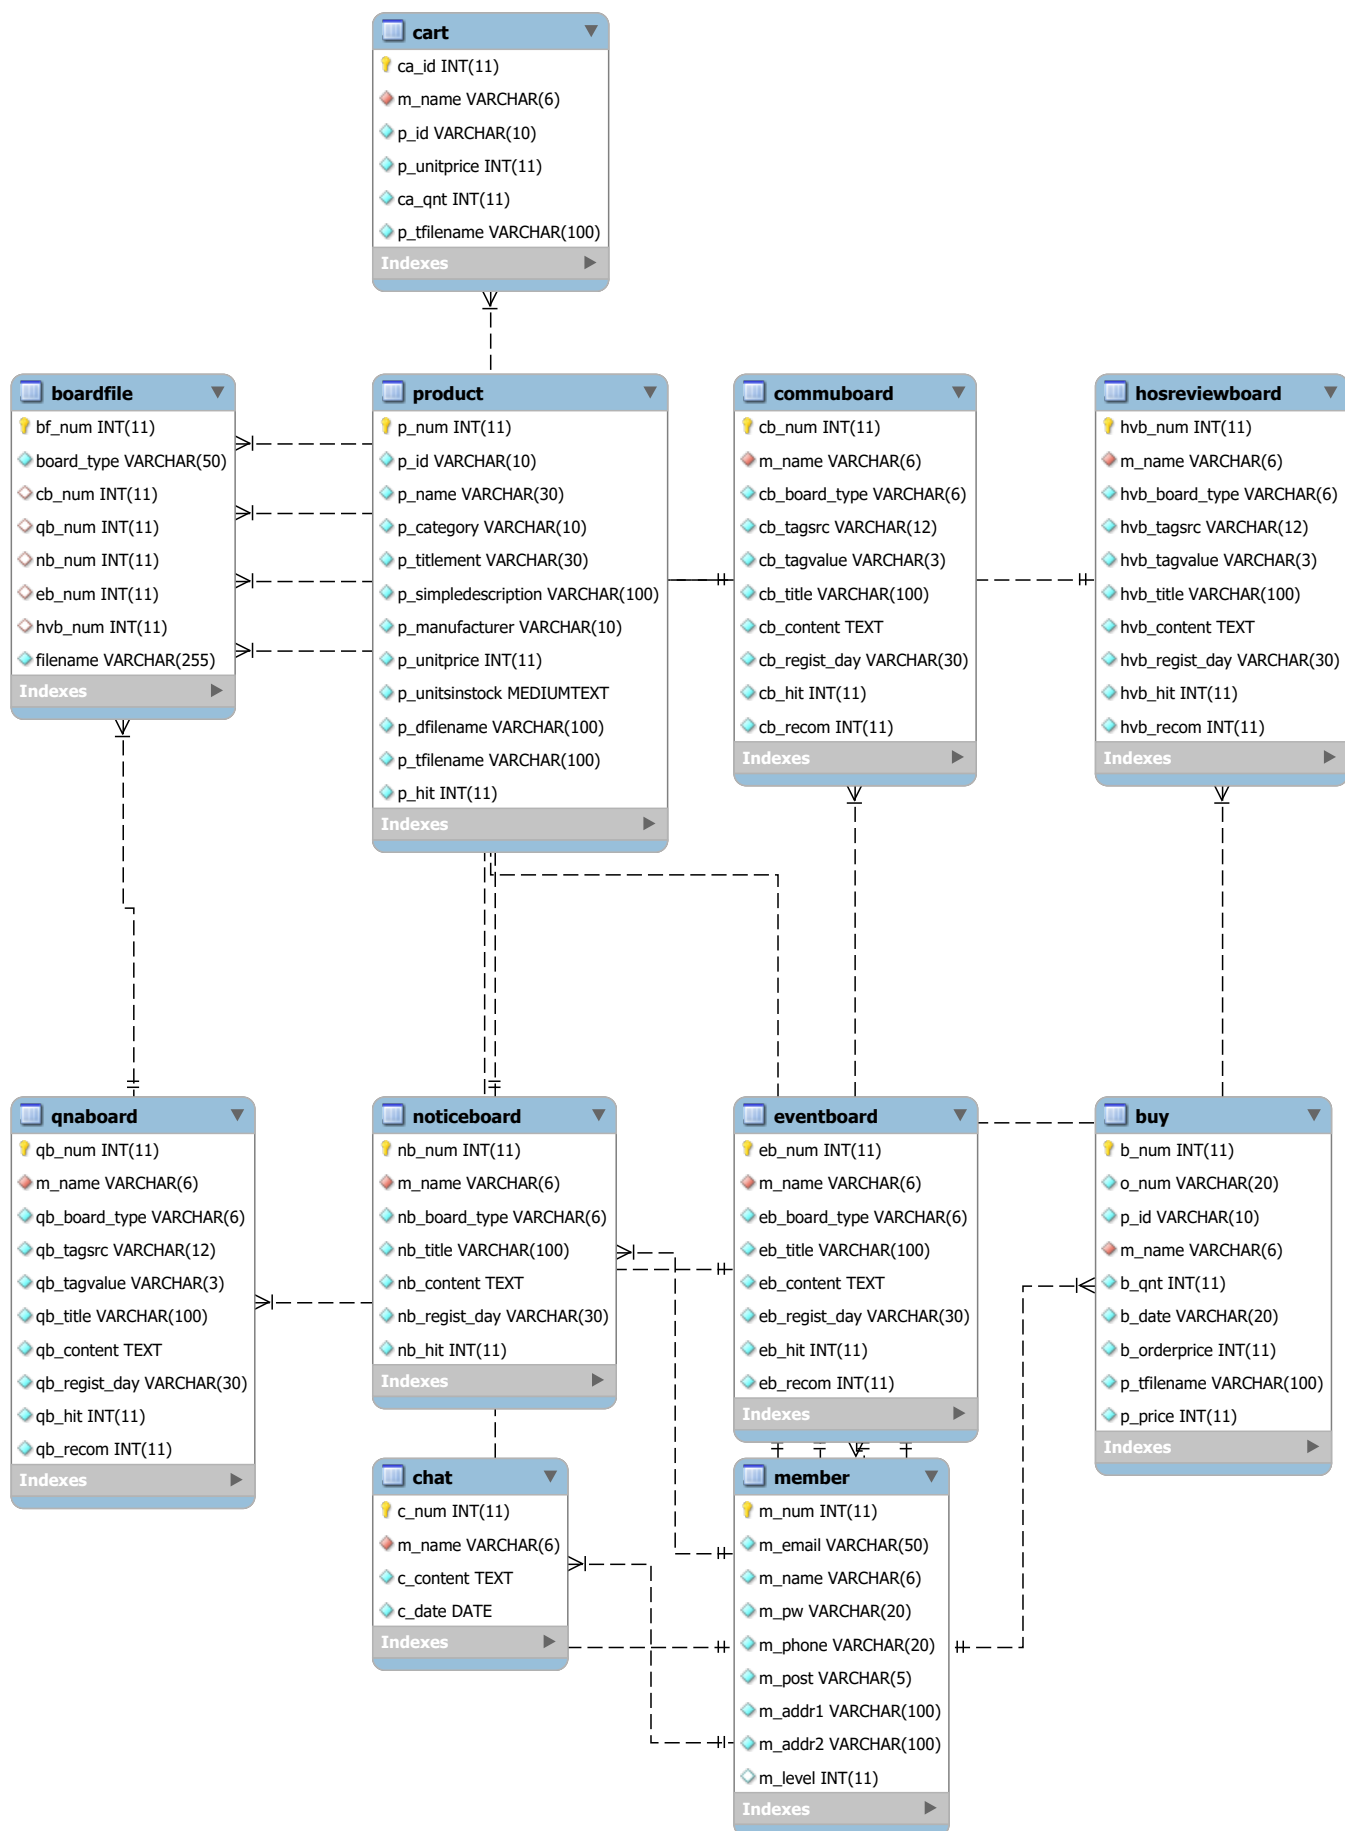 cart
ca_id INT(11)
m_name VARCHAR(6)
p_id VARCHAR(10)
p_unitprice INT(11)
ca_qnt INT(11)
p_tfilename VARCHAR(100)
Indexes
boardfile
bf_num INT(11)
board_type VARCHAR(50)
cb_num INT(11)
qb_num INT(11)
nb_num INT(11)
eb_num INT(11)
hvb_num INT(11)
filename VARCHAR(255)
Indexes
product
p_num INT(11)
p_id VARCHAR(10)
p_name VARCHAR(30)
p_category VARCHAR(10)
p_titlement VARCHAR(30)
p_simpledescription VARCHAR(100)
p_manufacturer VARCHAR(10)
p_unitprice INT(11)
p_unitsinstock MEDIUMTEXT
p_dfilename VARCHAR(100)
p_tfilename VARCHAR(100)
p_hit INT(11)
Indexes
commuboard
cb_num INT(11)
m_name VARCHAR(6)
cb_board_type VARCHAR(6)
cb_tagsrc VARCHAR(12)
cb_tagvalue VARCHAR(3)
cb_title VARCHAR(100)
cb_content TEXT
cb_regist_day VARCHAR(30)
cb_hit INT(11)
cb_recom INT(11)
Indexes
hosreviewboard
hvb_num INT(11)
m_name VARCHAR(6)
hvb_board_type VARCHAR(6)
hvb_tagsrc VARCHAR(12)
hvb_tagvalue VARCHAR(3)
hvb_title VARCHAR(100)
hvb_content TEXT
hvb_regist_day VARCHAR(30)
hvb_hit INT(11)
hvb_recom INT(11)
Indexes
qnaboard
qb_num INT(11)
m_name VARCHAR(6)
qb_board_type VARCHAR(6)
qb_tagsrc VARCHAR(12)
qb_tagvalue VARCHAR(3)
qb_title VARCHAR(100)
qb_content TEXT
qb_regist_day VARCHAR(30)
qb_hit INT(11)
qb_recom INT(11)
Indexes
noticeboard
nb_num INT(11)
m_name VARCHAR(6)
nb_board_type VARCHAR(6)
nb_title VARCHAR(100)
nb_content TEXT
nb_regist_day VARCHAR(30)
nb_hit INT(11)
Indexes
eventboard
eb_num INT(11)
m_name VARCHAR(6)
eb_board_type VARCHAR(6)
eb_title VARCHAR(100)
eb_content TEXT
eb_regist_day VARCHAR(30)
eb_hit INT(11)
eb_recom INT(11)
Indexes
buy
b_num INT(11)
o_num VARCHAR(20)
p_id VARCHAR(10)
m_name VARCHAR(6)
b_qnt INT(11)
b_date VARCHAR(20)
b_orderprice INT(11)
p_tfilename VARCHAR(100)
p_price INT(11)
Indexes
chat
c_num INT(11)
m_name VARCHAR(6)
c_content TEXT
c_date DATE
Indexes
member
m_num INT(11)
m_email VARCHAR(50)
m_name VARCHAR(6)
m_pw VARCHAR(20)
m_phone VARCHAR(20)
m_post VARCHAR(5)
m_addr1 VARCHAR(100)
m_addr2 VARCHAR(100)
m_level INT(11)
Indexes